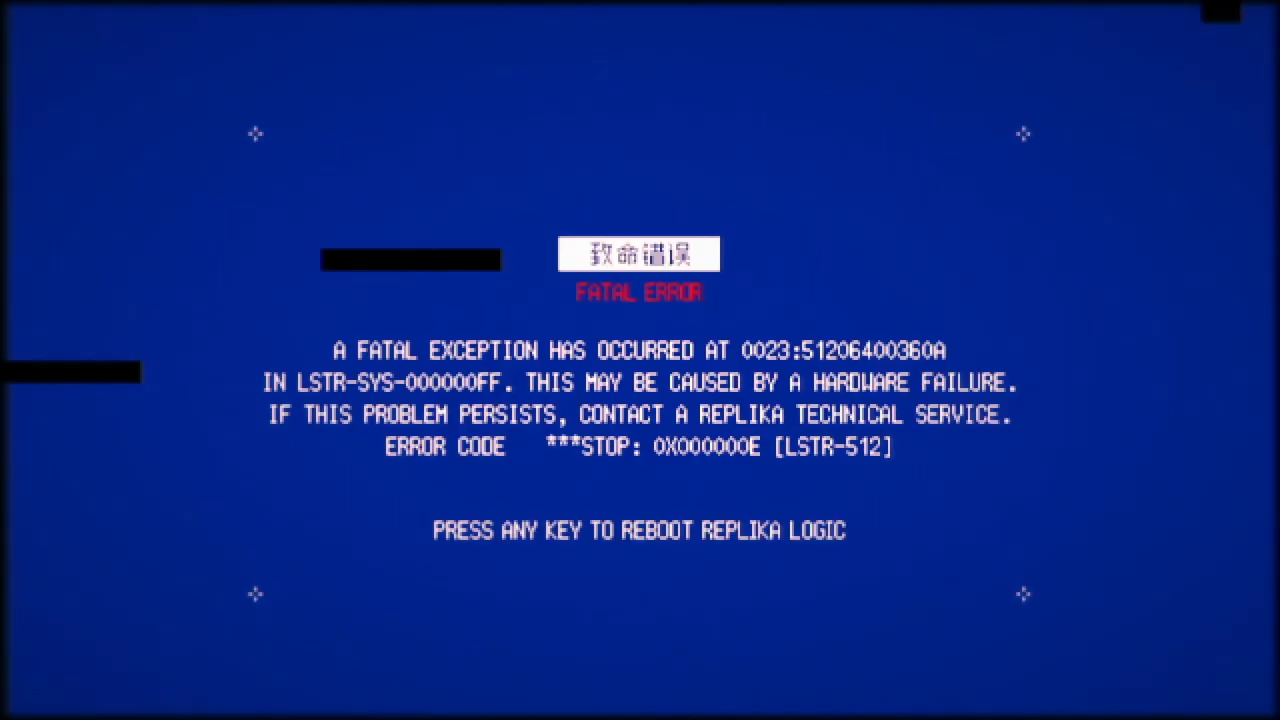 致命错误
FATAL ERROR
A FATAL EXCEPTION HAS OCCURRED AT 0023:51206400360A
IN LSTR-SYS-000000FF. THIS MAY BE CAUSED BY A HARDWARE FAILURE.
IF THIS PROBLEM PERSISTS, CONTACT A REPLIKA TECHNICAL SERVICE.
ERROR CODE ***STOP: 0X000000E [LSTR-512]
PRESS ANY KEY TO REBOOT REPLIKA LOGIC